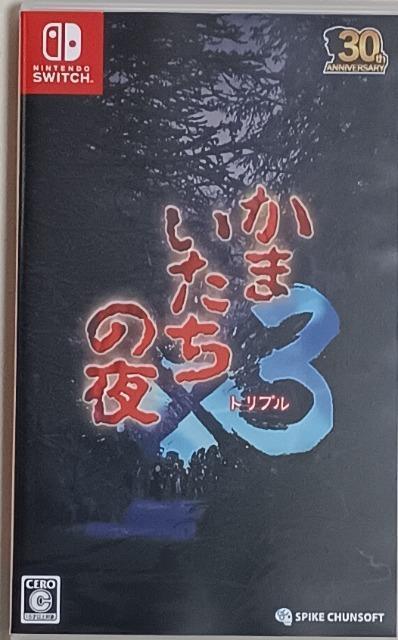 NINTENDO
SWITCH
30th
ANNIVERSARY
かま
いたち
の夜
×3
トリプル
CERO
C
SPIKE CHUNSOFT